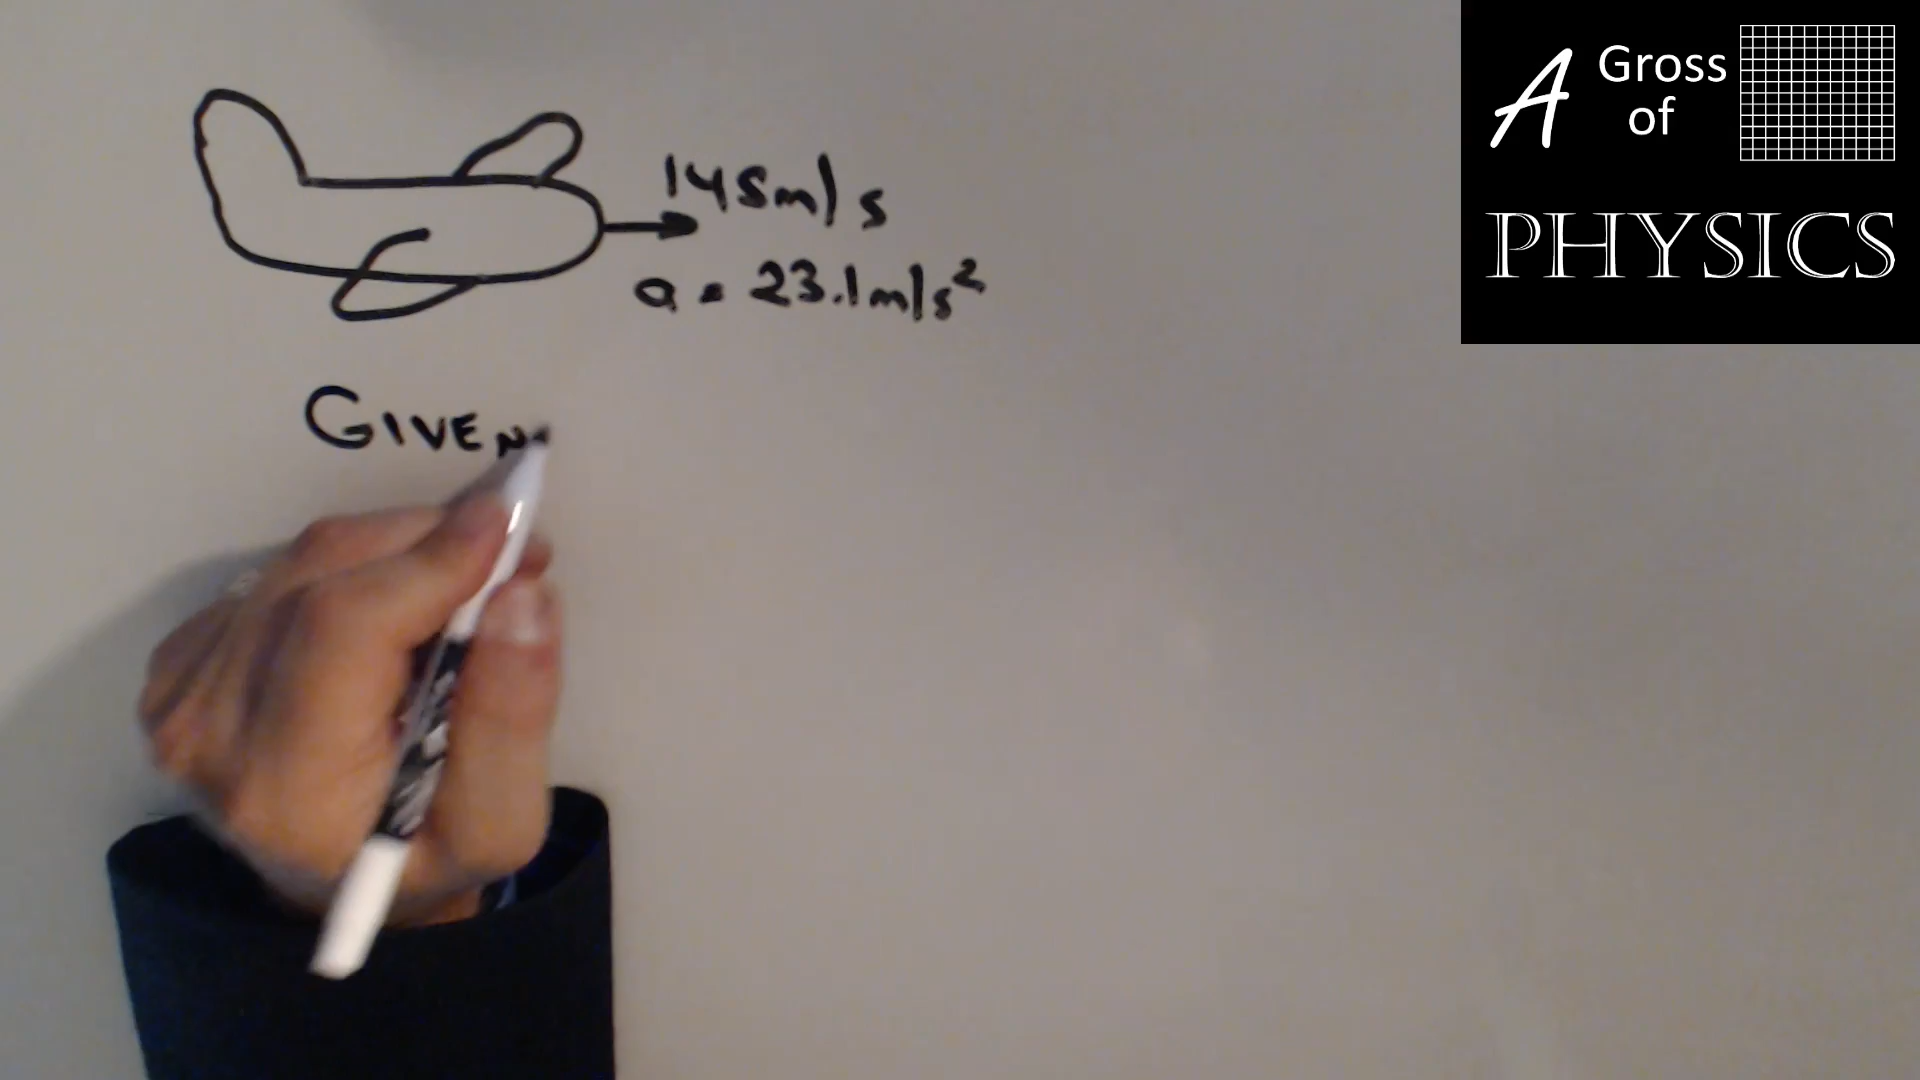 A Gross
of
PHYSICS
145m/s
a = 23.1m/s²
GIVEN